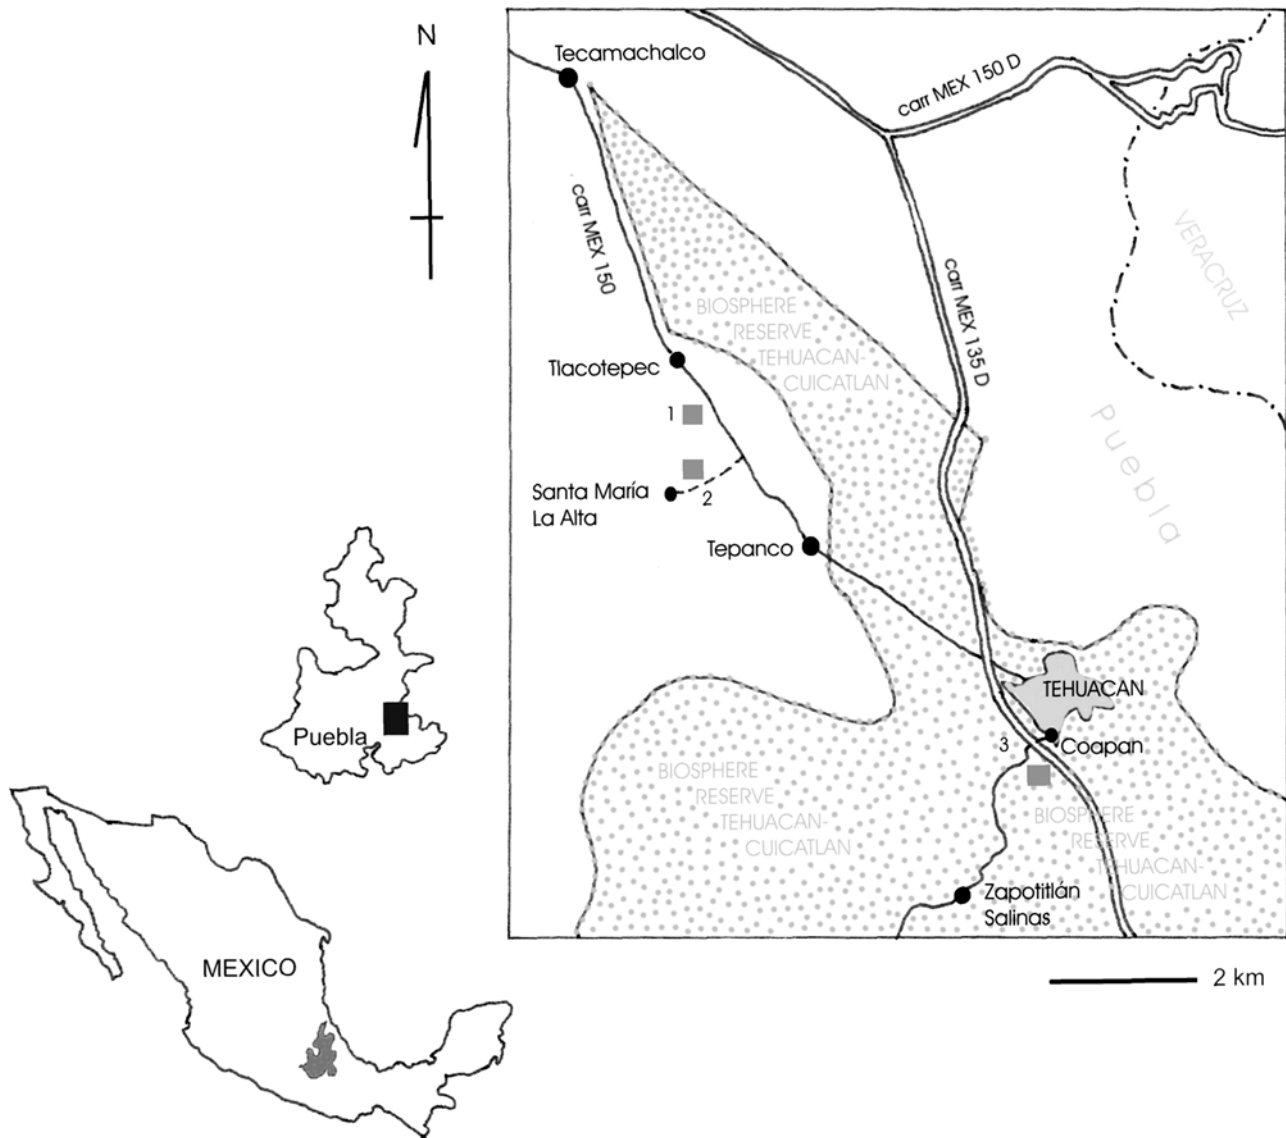 N
Tecamachalco
carr MEX 150 D
carr MEX 150
VERACRUZ
carr MEX 135 D
BIOSPHERE
RESERVE
TEHUACAN-
CUICATLAN
Tlacotepec
1
Puebla
Santa María
La Alta
2
Tepanco
TEHUACAN
3
Coapan
Puebla
BIOSPHERE
RESERVE
TEHUACAN-
CUICATLAN
BIOSPHERE
RESERVE
TEHUACAN-
CUICATLAN
Zapotitlán
Salinas
MEXICO
2 km